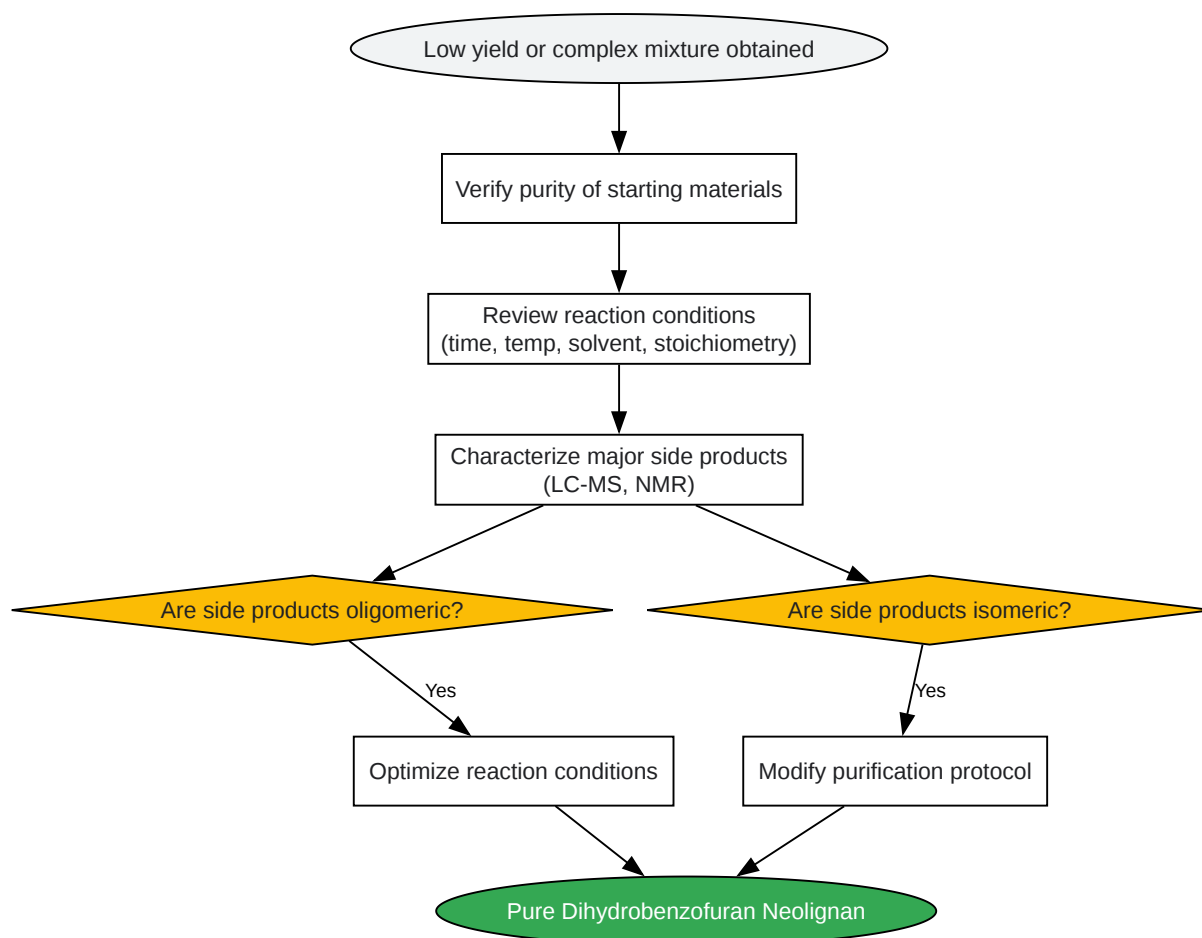 Low yield or complex mixture obtained
Verify purity of starting materials
Review reaction conditions
(time, temp, solvent, stoichiometry)
Characterize major side products
(LC-MS, NMR)
Are side products oligomeric?
Are side products isomeric?
Yes
Yes
Optimize reaction conditions
Modify purification protocol
Pure Dihydrobenzofuran Neolignan